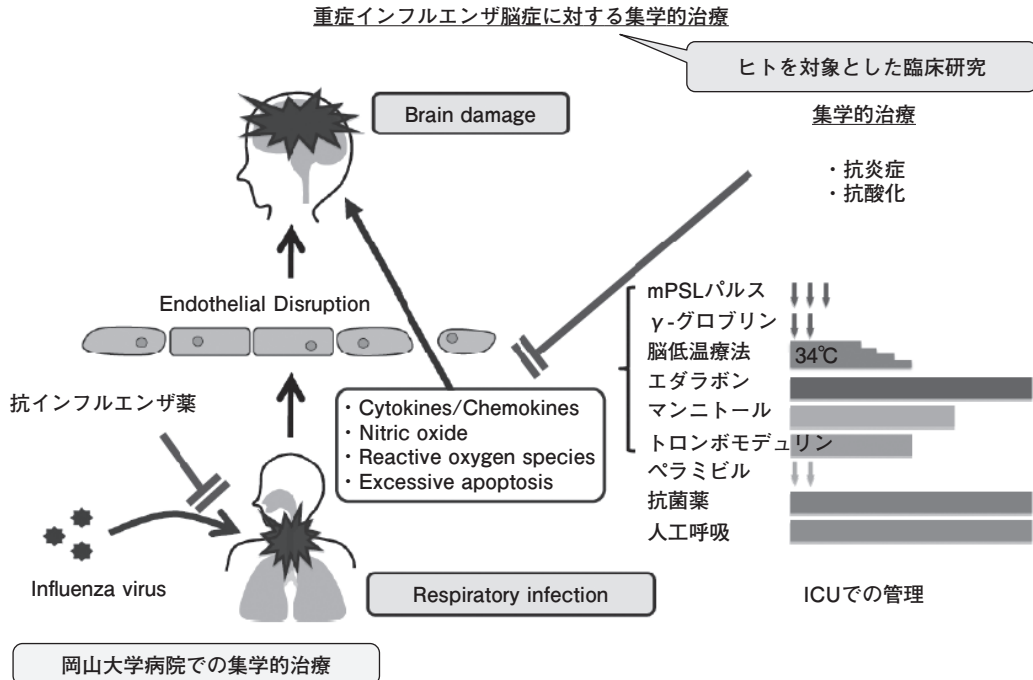 重症インフルエンザ脳症に対する集学的治療
ヒトを対象とした臨床研究
Brain damage
集学的治療
・抗炎症
・抗酸化
Endothelial Disruption
mPSLパルス
γ-グロブリン
脳低温療法
34℃
エダラボン
マンニトール
トロンボモデュリン
ペラミビル
抗菌薬
人工呼吸
抗インフルエンザ薬
・Cytokines/Chemokines
・Nitric oxide
・Reactive oxygen species
・Excessive apoptosis
Influenza virus
Respiratory infection
ICUでの管理
岡山大学病院での集学的治療